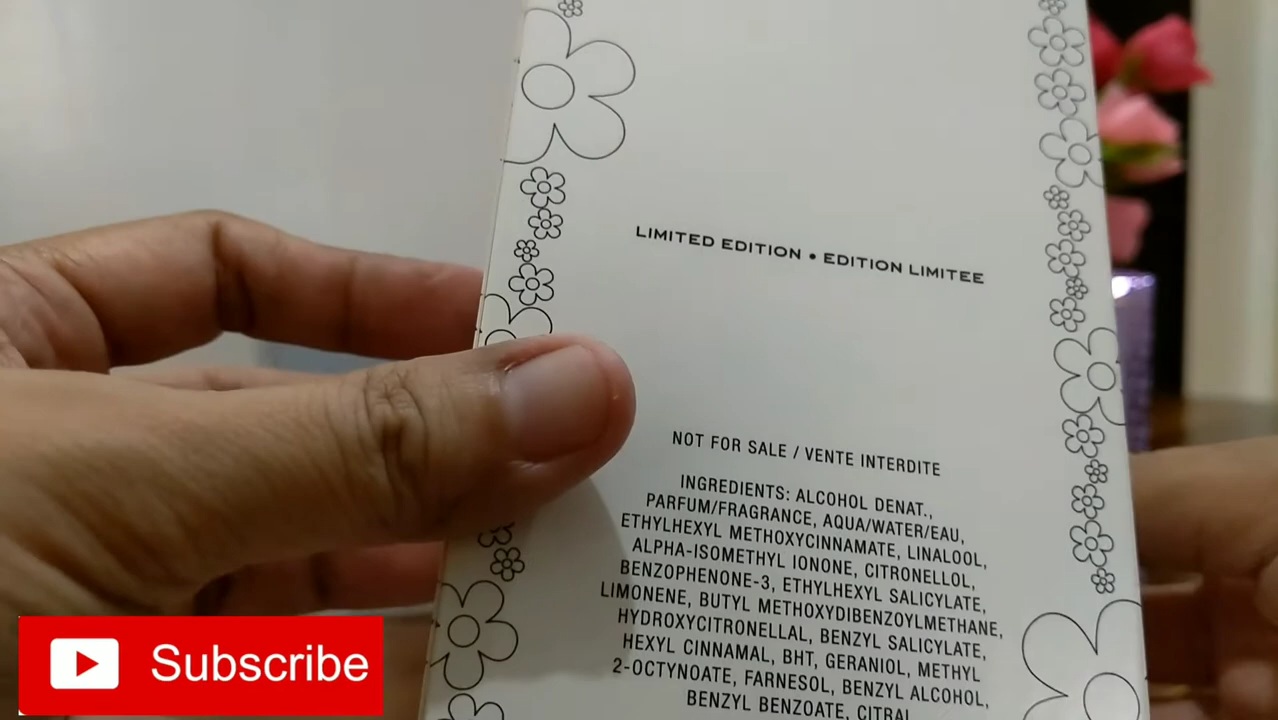 LIMITED EDITION • EDITION LIMITEE
NOT FOR SALE / VENTE INTERDITE
INGREDIENTS: ALCOHOL DENAT.,
PARFUM/FRAGRANCE, AQUA/WATER/EAU,
ETHYLHEXYL METHOXYCINNAMATE, LINALOOL,
ALPHA-ISOMETHYL IONONE, CITRONELLOL,
BENZOPHENONE-3, ETHYLHEXYL SALICYLATE,
LIMONENE, BUTYL METHOXYDIBENZOYLMETHANE,
HYDROXYCITRONELLAL, BENZYL SALICYLATE,
HEXYL CINNAMAL, BHT, GERANIOL, METHYL
2-OCTYNOATE, FARNESOL, BENZYL ALCOHOL,
BENZYL BENZOATE, CITRAL
Subscribe